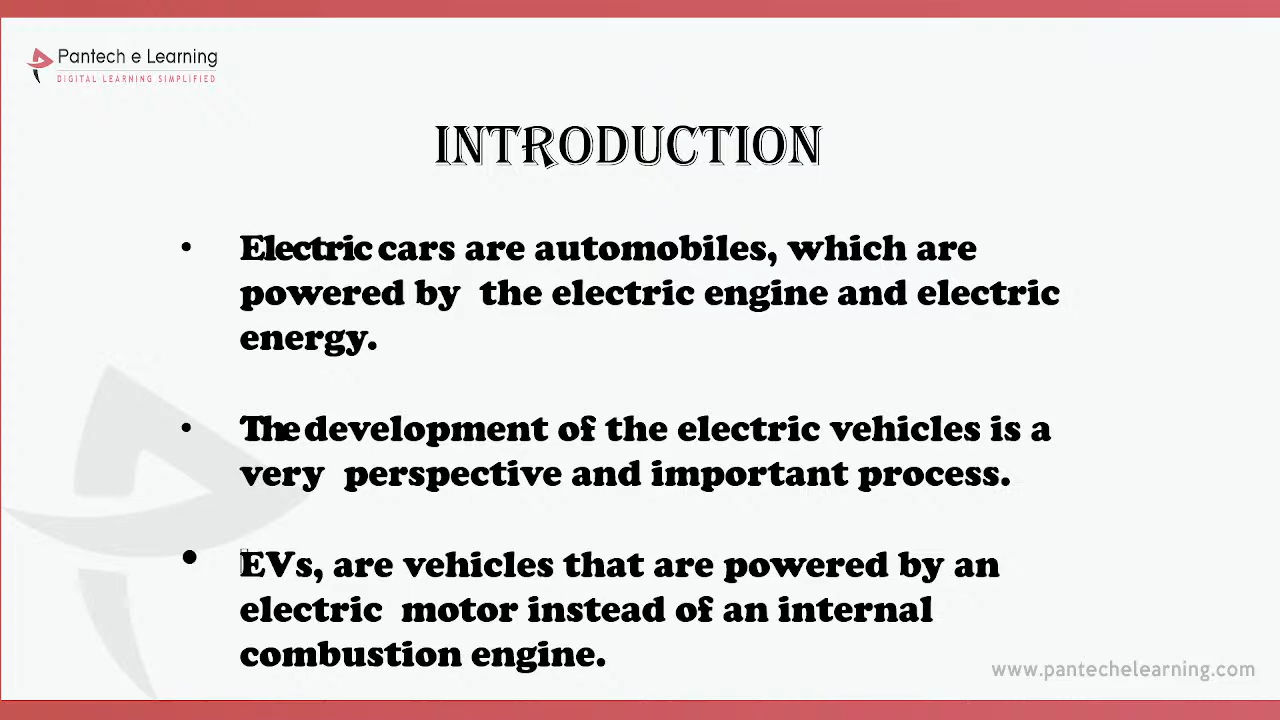 Pantech e Learning
DIGITAL LEARNING SIMPLIFIED
INTRODUCTION
• Electric cars are automobiles, which are
powered by the electric engine and electric
energy.
• The development of the electric vehicles is a
very perspective and important process.
• EVs, are vehicles that are powered by an
electric motor instead of an internal
combustion engine.
www.pantechelearning.com